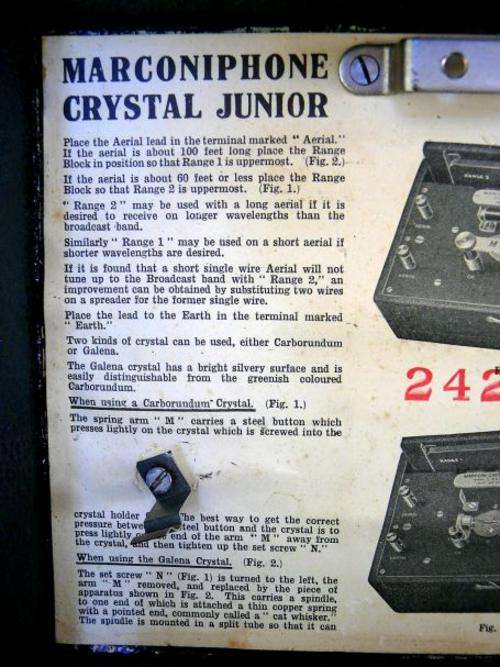 MARCONIPHONE
CRYSTAL JUNIOR
Place the Aerial lead in the terminal marked " Aerial."
If the aerial is about 100 feet long place the Range
Block in position so that Range 1 is uppermost. (Fig. 2.)
If the aerial is about 60 feet or less place the Range
Block so that Range 2 is uppermost. (Fig. 1.)
" Range 2 " may be used with a long aerial if it is
desired to receive on longer wavelengths than the
broadcast band.
Similarly " Range 1 " may be used on a short aerial if
shorter wavelengths are desired.
If it is found that a short single wire Aerial will not
tune up to the Broadcast band with " Range 2," an
improvement can be obtained by substituting two wires
on a spreader for the former single wire.
Place the lead to the Earth in the terminal marked
" Earth."
Two kinds of crystal can be used, either Carborundum
or Galena.
The Galena crystal has a bright silvery surface and is
easily distinguishable from the greenish coloured
Carborundum.
When using a Carborundum Crystal. (Fig. 1.)
The spring arm " M " carries a steel button which
presses lightly on the crystal which is screwed into the
crystal holder The best way to get the correct
pressure between steel button and the crystal is to
press lightly on the end of the arm " M " away from
the crystal, and then tighten up the set screw " N."
When using the Galena Crystal. (Fig. 2.)
The set screw " N " (Fig. 1) is turned to the left, the
arm " M " removed, and replaced by the piece of
apparatus shown in Fig. 2. This carries a spindle,
to one end of which is attached a thin copper spring
with a pointed end, commonly called a " cat whisker."
The spindle is mounted in a split tube so that it can
242
Fig.